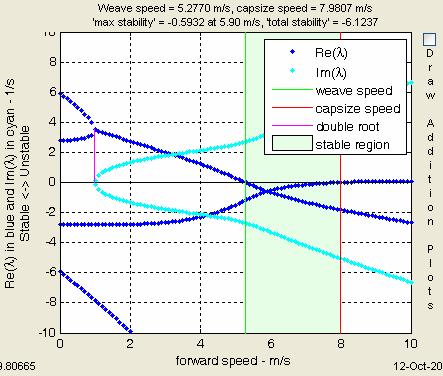 Weave speed = 5.2770 m/s, capsize speed = 7.9807 m/s
'max stability' = -0.5932 at 5.90 m/s, 'total stability' = -6.1237
10
8
6
4
2
0
-2
-4
-6
-8
-10
Re(λ) in blue and Im(λ) in cyan - 1/s
Stable <-> Unstable
Re(λ)
Im(λ)
weave speed
capsize speed
double root
stable region
Draw Addition Plots
0 2 4 6 8 10
forward speed - m/s
9.80665
12-Oct-20